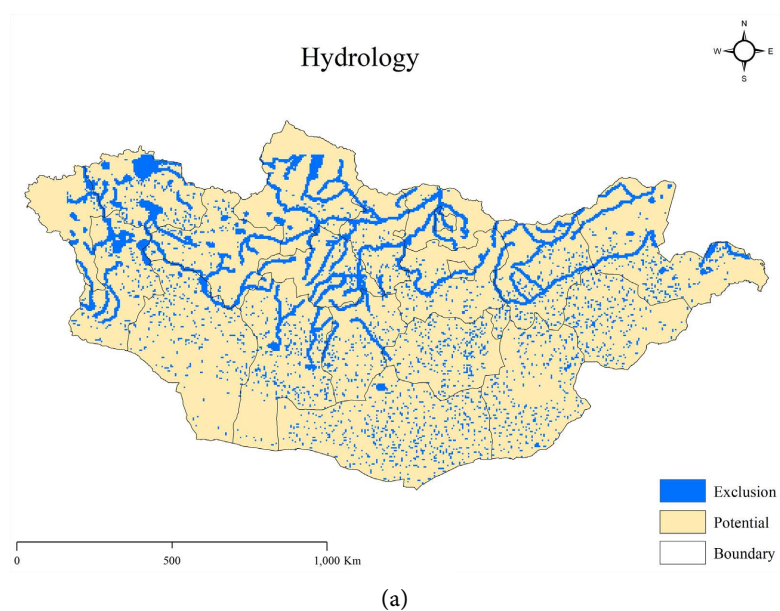 Hydrology
N
W E
S
Exclusion
Potential
Boundary
0 500 1,000 Km
(a)